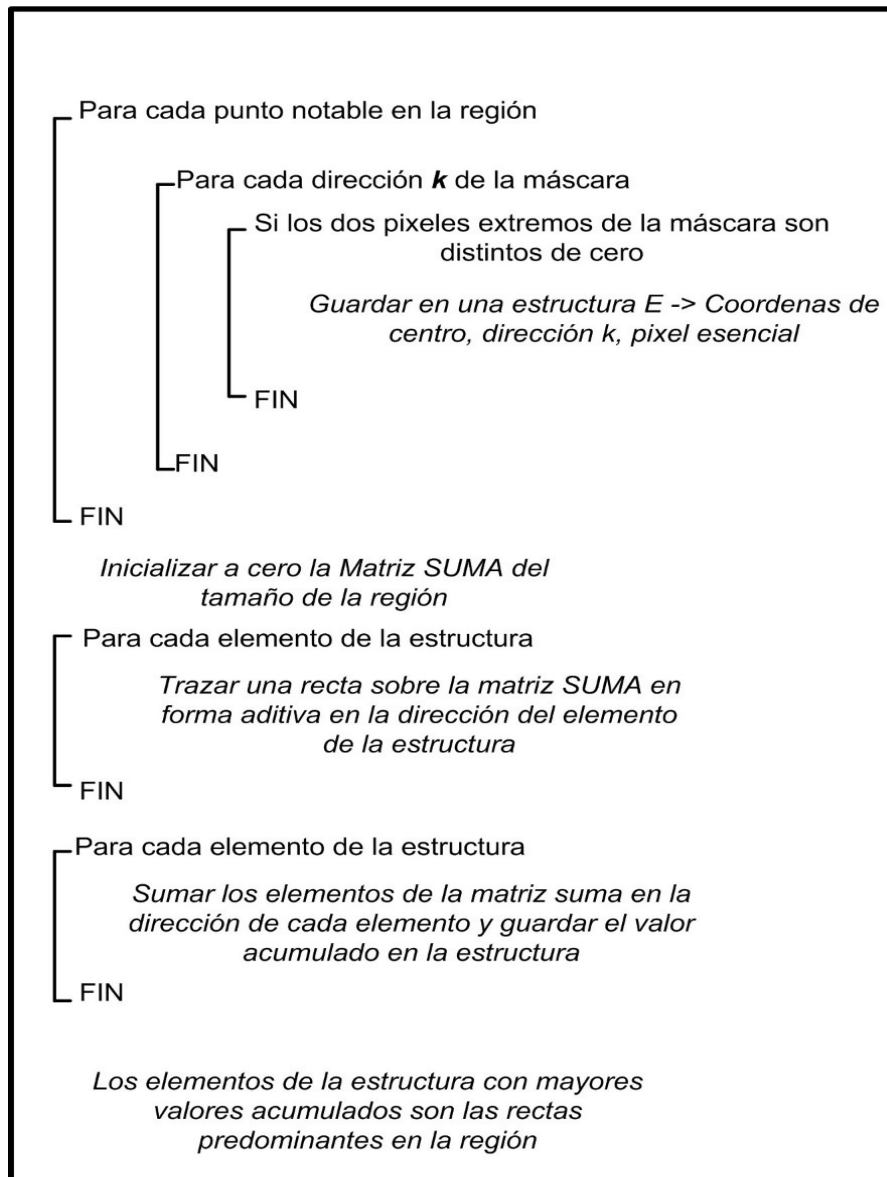 Para cada punto notable en la región
Para cada dirección k de la máscara
Si los dos pixeles extremos de la máscara son
distintos de cero
Guardar en una estructura E -> Coordenas de
centro, dirección k, pixel esencial
FIN
FIN
FIN
Inicializar a cero la Matriz SUMA del
tamaño de la región
Para cada elemento de la estructura
Trazar una recta sobre la matriz SUMA en
forma aditiva en la dirección del elemento
de la estructura
FIN
Para cada elemento de la estructura
Sumar los elementos de la matriz suma en la
dirección de cada elemento y guardar el valor
acumulado en la estructura
FIN
Los elementos de la estructura con mayores
valores acumulados son las rectas
predominantes en la región